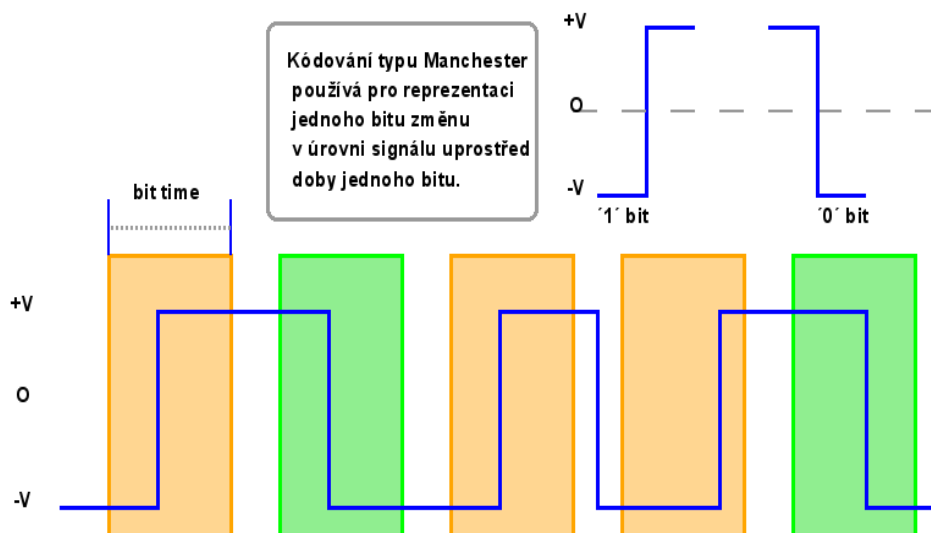 +V
Kódování typu Manchester
používá pro reprezentaci
jednoho bitu změnu
v úrovni signálu uprostřed
doby jednoho bitu.
O
-V
´1´ bit
´0´ bit
bit time
+V
O
-V